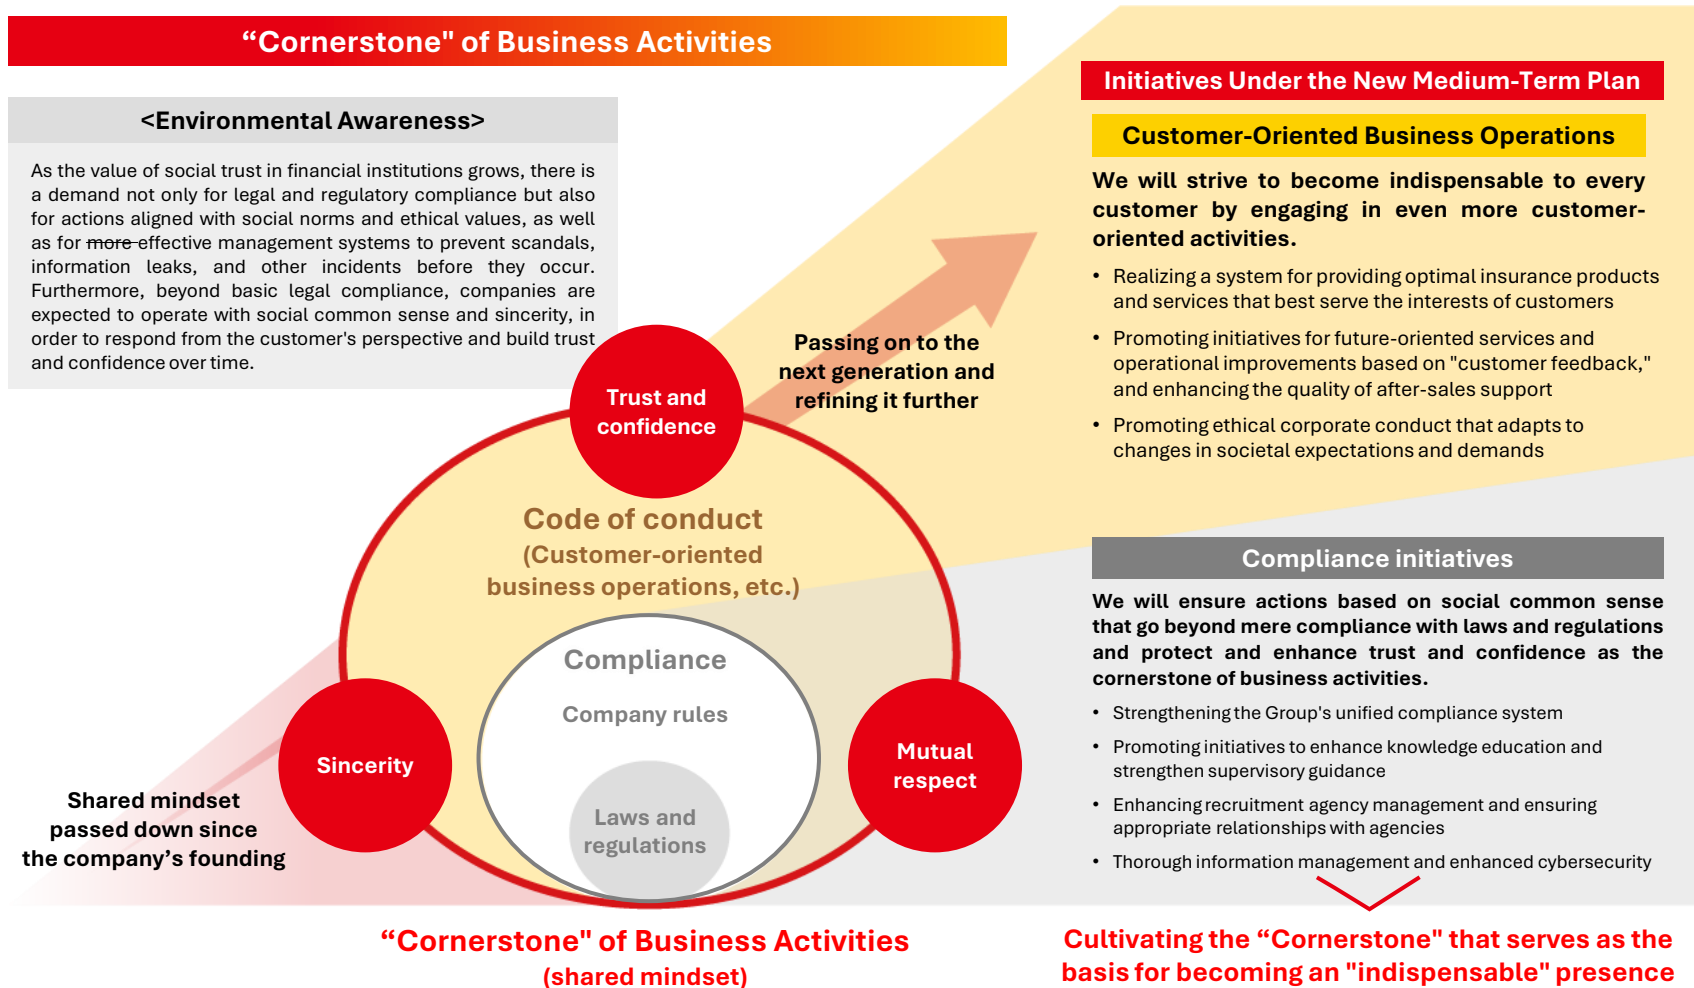 “Cornerstone" of Business Activities
<Environmental Awareness>
As the value of social trust in financial institutions grows, there is
a demand not only for legal and regulatory compliance but also
for actions aligned with social norms and ethical values, as well
as for more effective management systems to prevent scandals,
information leaks, and other incidents before they occur.
Furthermore, beyond basic legal compliance, companies are
expected to operate with social common sense and sincerity, in
order to respond from the customer's perspective and build trust
and confidence over time.
Trust and
confidence
Passing on to the
next generation and
refining it further
Code of conduct
(Customer-oriented
business operations, etc.)
Compliance
Company rules
Laws and
regulations
Sincerity
Mutual
respect
Shared mindset
passed down since
the company’s founding
“Cornerstone" of Business Activities
(shared mindset)
Initiatives Under the New Medium-Term Plan
Customer-Oriented Business Operations
We will strive to become indispensable to every
customer by engaging in even more customer-
oriented activities.
• Realizing a system for providing optimal insurance products
and services that best serve the interests of customers
• Promoting initiatives for future-oriented services and
operational improvements based on "customer feedback,"
and enhancing the quality of after-sales support
• Promoting ethical corporate conduct that adapts to
changes in societal expectations and demands
Compliance initiatives
We will ensure actions based on social common sense
that go beyond mere compliance with laws and regulations
and protect and enhance trust and confidence as the
cornerstone of business activities.
• Strengthening the Group's unified compliance system
• Promoting initiatives to enhance knowledge education and
strengthen supervisory guidance
• Enhancing recruitment agency management and ensuring
appropriate relationships with agencies
• Thorough information management and enhanced cybersecurity
Cultivating the “Cornerstone" that serves as the
basis for becoming an "indispensable" presence